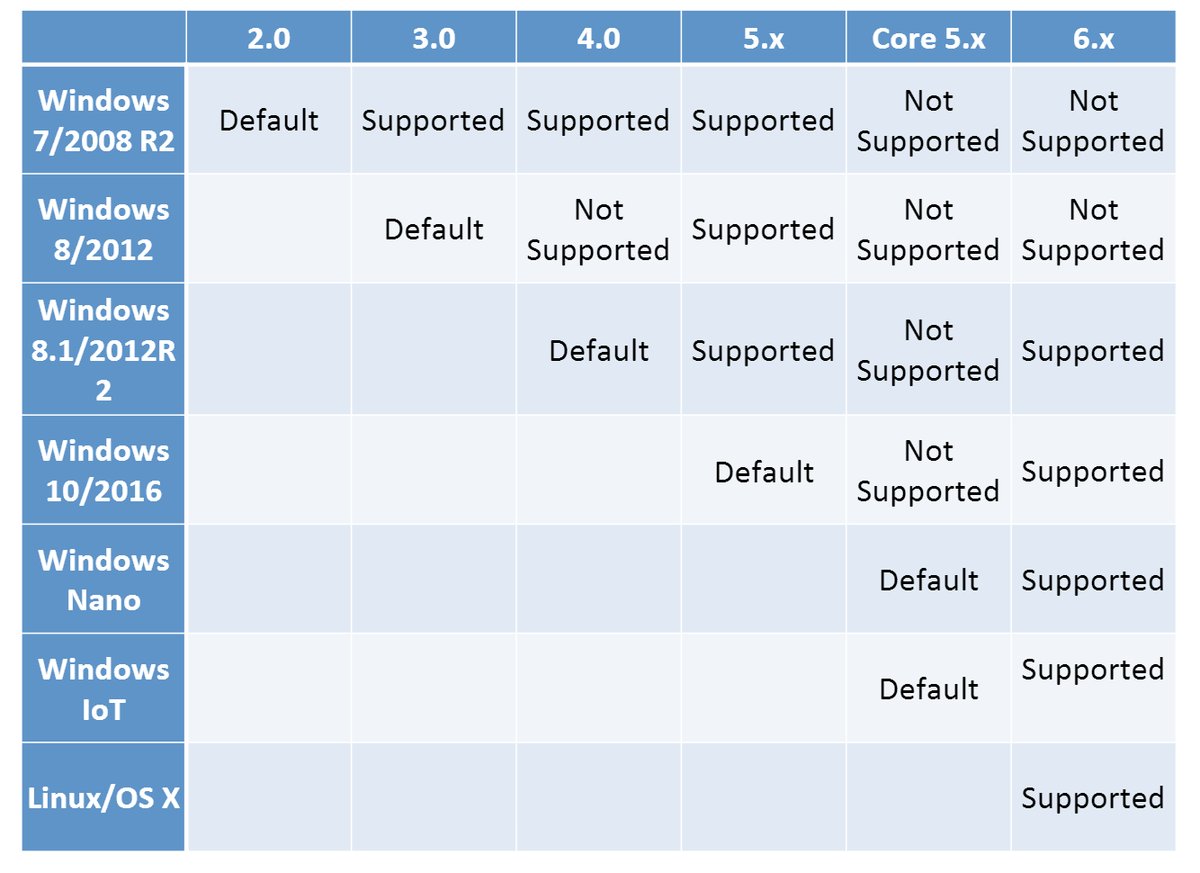 2.0 3.0 4.0 5.x Core 5.x 6.x
Windows
7/2008 R2
Default Supported Supported Supported
Not
Supported
Not
Supported
Windows
8/2012
Default
Not
Supported
Supported
Not
Supported
Not
Supported
Windows
8.1/2012R
2
Default Supported
Not
Supported
Supported
Windows
10/2016
Default
Not
Supported
Supported
Windows
Nano
Default Supported
Windows
IoT
Default
Supported
Linux/OS X Supported